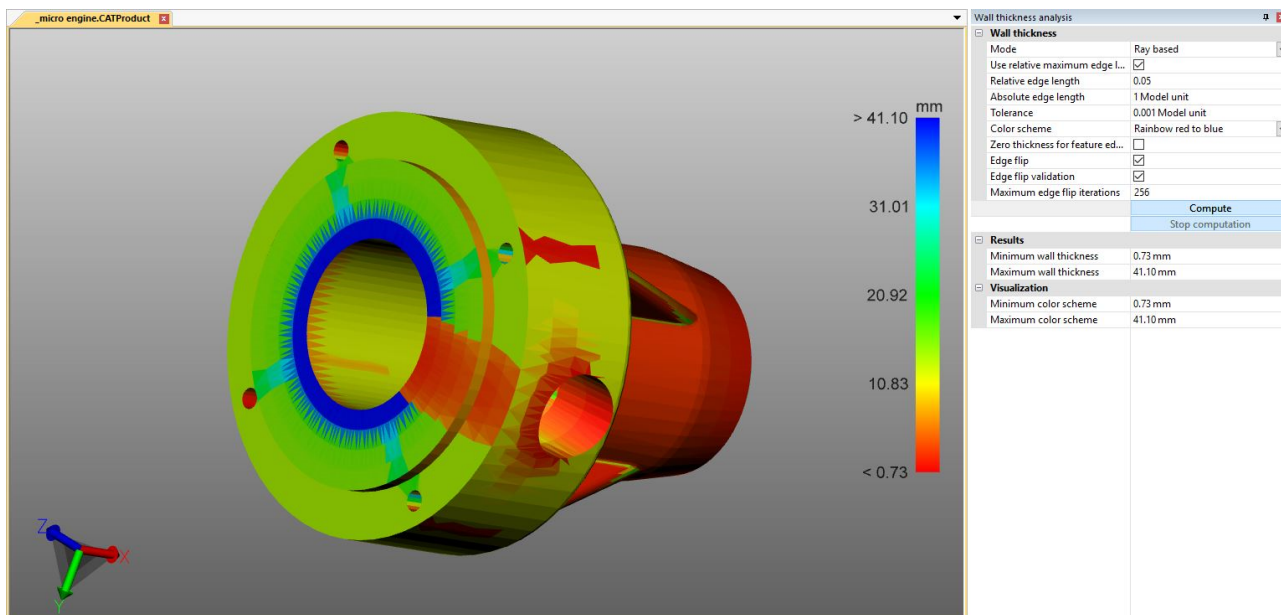 _micro engine.CATProduct
mm
> 41.10
31.01
20.92
10.83
< 0.73
Z
X
Y
Wall thickness analysis
Wall thickness
Mode Ray based
Use relative maximum edge l...
Relative edge length 0.05
Absolute edge length 1 Model unit
Tolerance 0.001 Model unit
Color scheme Rainbow red to blue
Zero thickness for feature ed...
Edge flip
Edge flip validation
Maximum edge flip iterations 256
Compute
Stop computation
Results
Minimum wall thickness 0.73 mm
Maximum wall thickness 41.10 mm
Visualization
Minimum color scheme 0.73 mm
Maximum color scheme 41.10 mm